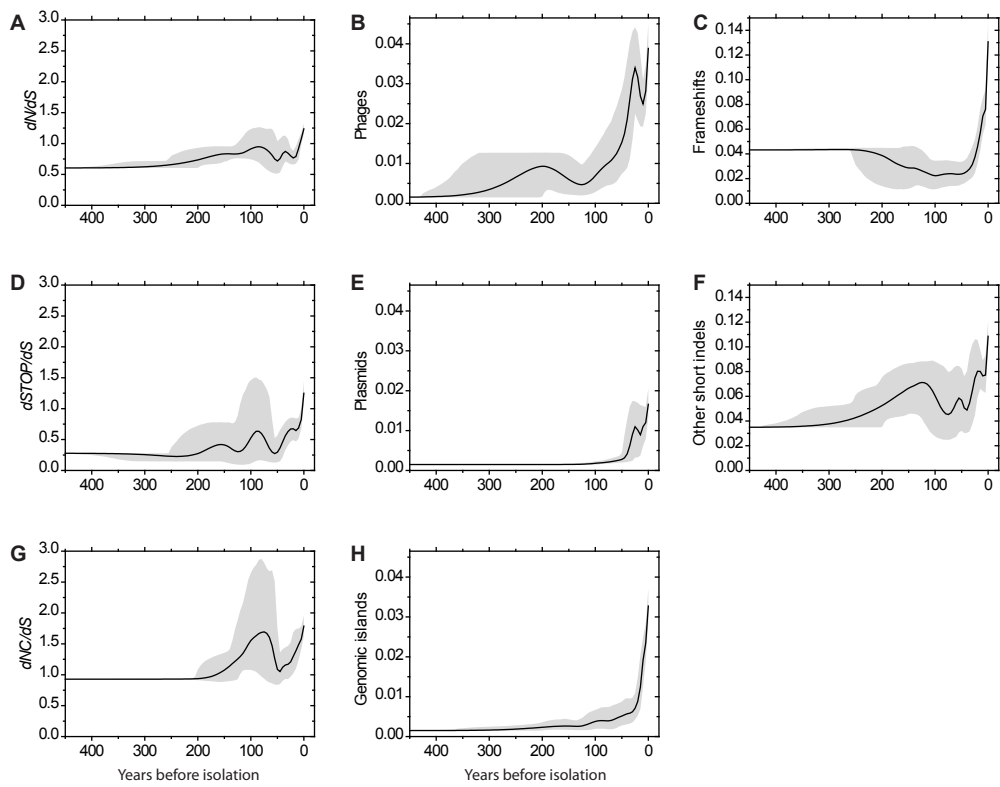 A
3.0
2.5
2.0
1.5
1.0
0.5
0.0
dN/dS
400 300 200 100 0
B
0.04
0.03
0.02
0.01
0.00
Phages
400 300 200 100 0
C
0.14
0.12
0.10
0.08
0.06
0.04
0.02
0.00
Frameshifts
400 300 200 100 0
D
3.0
2.5
2.0
1.5
1.0
0.5
0.0
dSTOP/dS
400 300 200 100 0
E
0.04
0.03
0.02
0.01
0.00
Plasmids
400 300 200 100 0
F
0.14
0.12
0.10
0.08
0.06
0.04
0.02
0.00
Other short indels
400 300 200 100 0
G
3.0
2.5
2.0
1.5
1.0
0.5
0.0
dNC/dS
400 300 200 100 0
Years before isolation
H
0.04
0.03
0.02
0.01
0.00
Genomic islands
400 300 200 100 0
Years before isolation